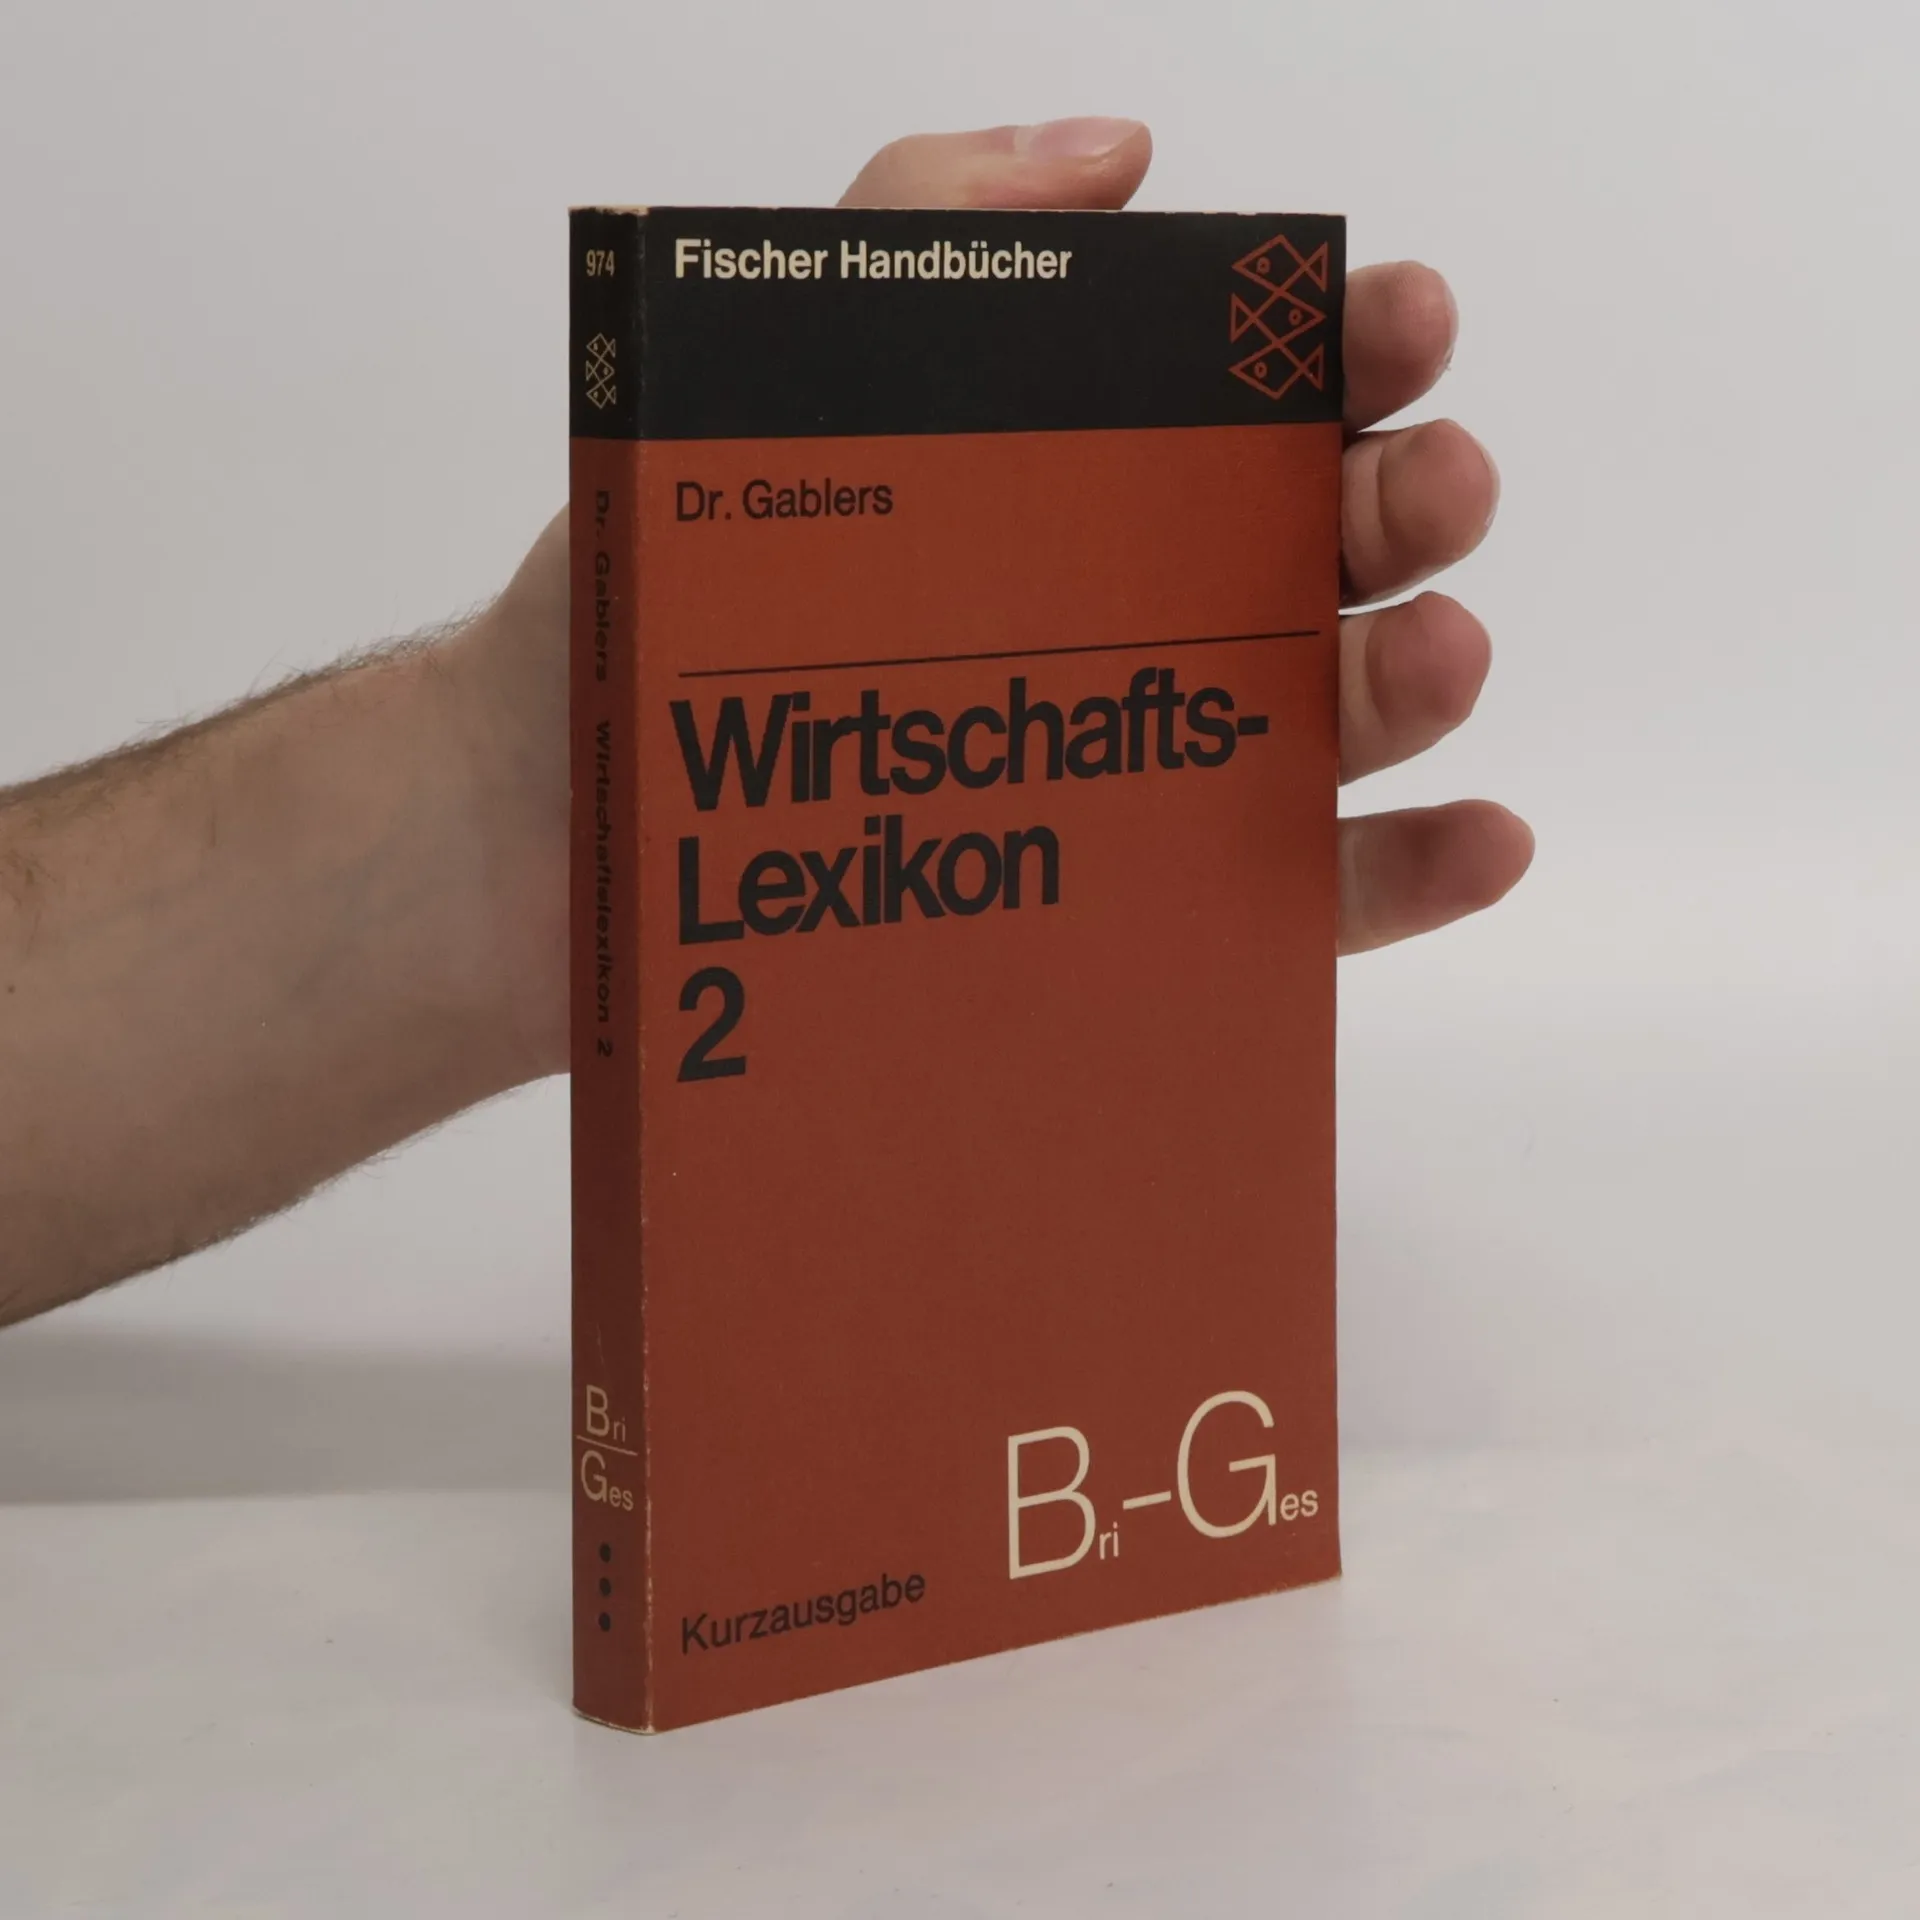 974
Dr. Gablers Wirtschaftslexikon 2
Bri
Ges
Fischer Handbücher
Dr. Gablers
Wirtschafts-
Lexikon
2
Bri-Ges
Kurzausgabe